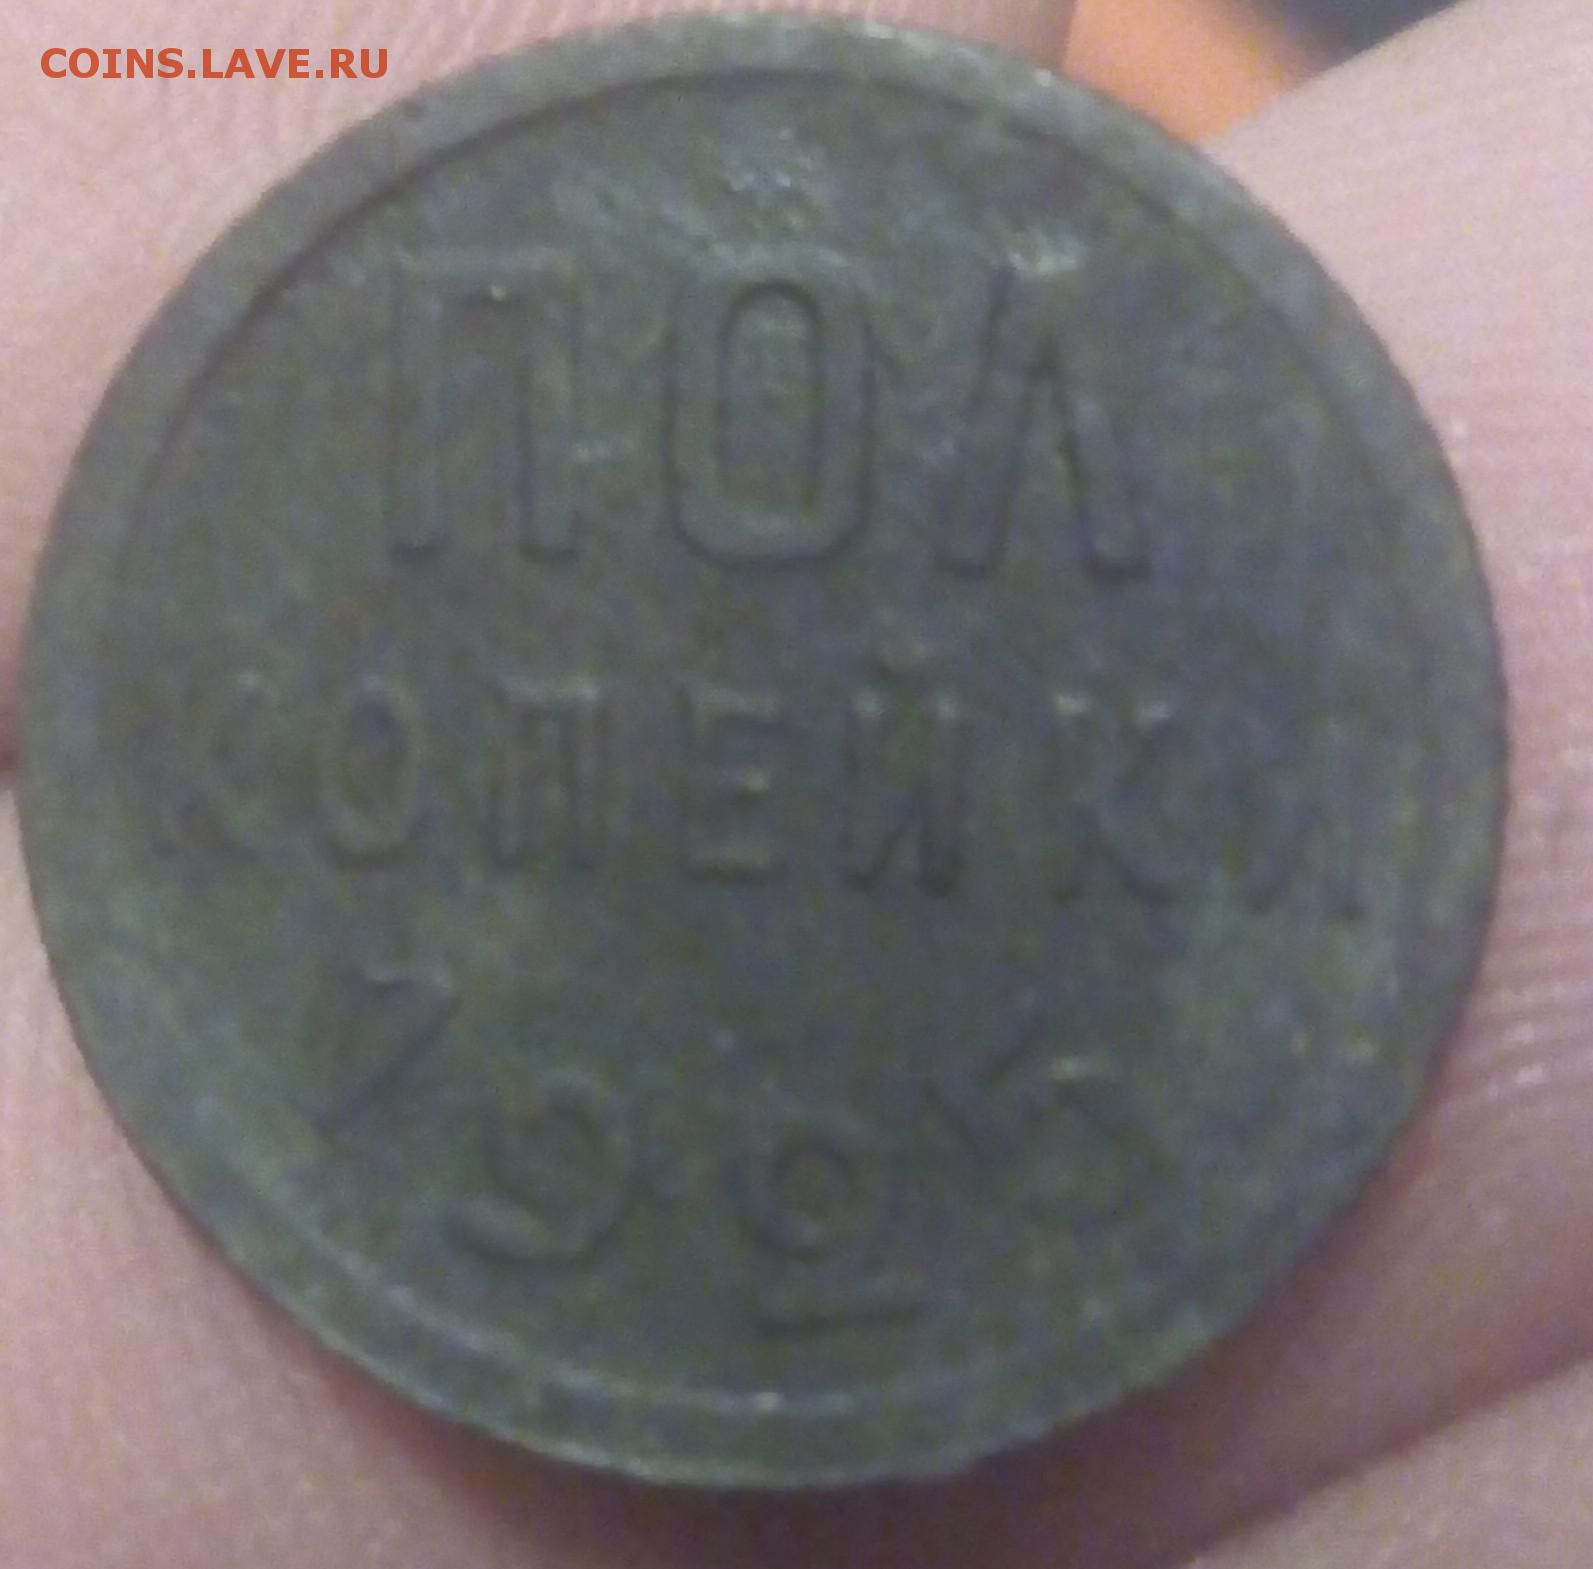 COINS.LAVE.RU
ПОЛ
КОПЕЙКИ
1925